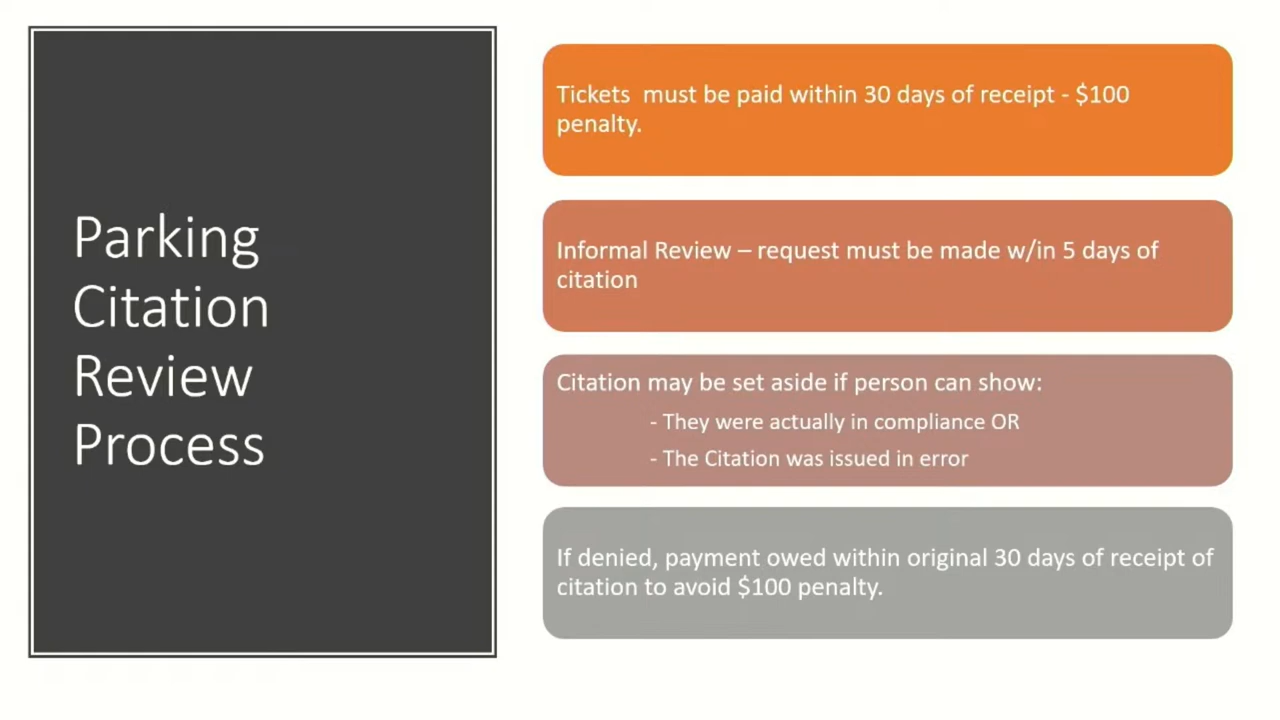 Parking
Citation
Review
Process
Tickets  must be paid within 30 days of receipt - $100
penalty.
Informal Review – request must be made w/in 5 days of
citation
Citation may be set aside if person can show:
- They were actually in compliance OR
- The Citation was issued in error
If denied, payment owed within original 30 days of receipt of
citation to avoid $100 penalty.